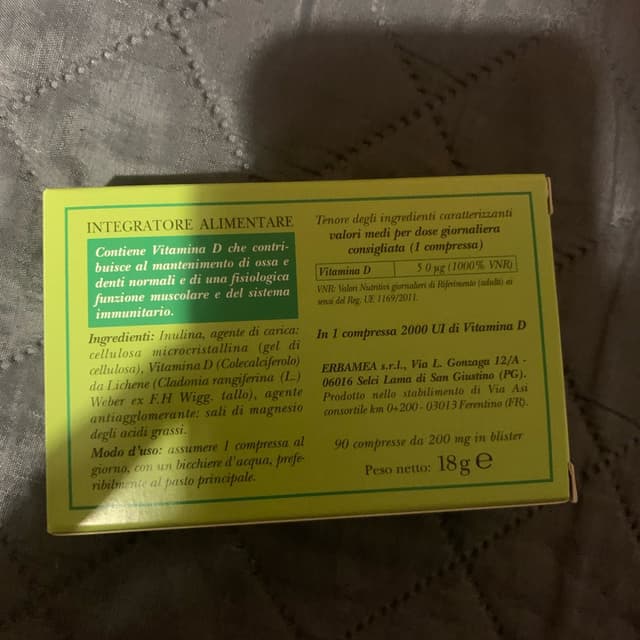 INTEGRATORE ALIMENTARE
Contiene Vitamina D che contri-
buisce al mantenimento di ossa e
denti normali e di una fisiologica
funzione muscolare e del sistema
immunitario.
Ingredienti: Inulina, agente di carica:
cellulosa microcristallina (gel di
cellulosa), Vitamina D (Colecalciferolo)
da Lichene (Cladonia rangiferina (L.)
Weber ex F.H Wigg. tallo), agente
antiagglomerante: sali di magnesio
degli acidi grassi.
Modo d'uso: assumere 1 compressa al
giorno, con un bicchiere d'acqua, prefe-
ribilmente al pasto principale.
Tenore degli ingredienti caratterizzanti
valori medi per dose giornaliera
consigliata (1 compressa)
Vitamina D 50 µg (1000% VNR)
VNR: Valori Nutritivi giornalieri di Riferimento (adulti) ai
sensi del Reg. UE 1169/2011.
In 1 compressa 2000 UI di Vitamina D
ERBAMEA s.r.l., Via L. Gonzaga 12/A -
06016 Selci Lama di San Giustino (PG).
Prodotto nello stabilimento di Via Asi
consortile km 0+200 - 03013 Ferentino (FR).
90 compresse da 200 mg in blister
Peso netto: 18g e